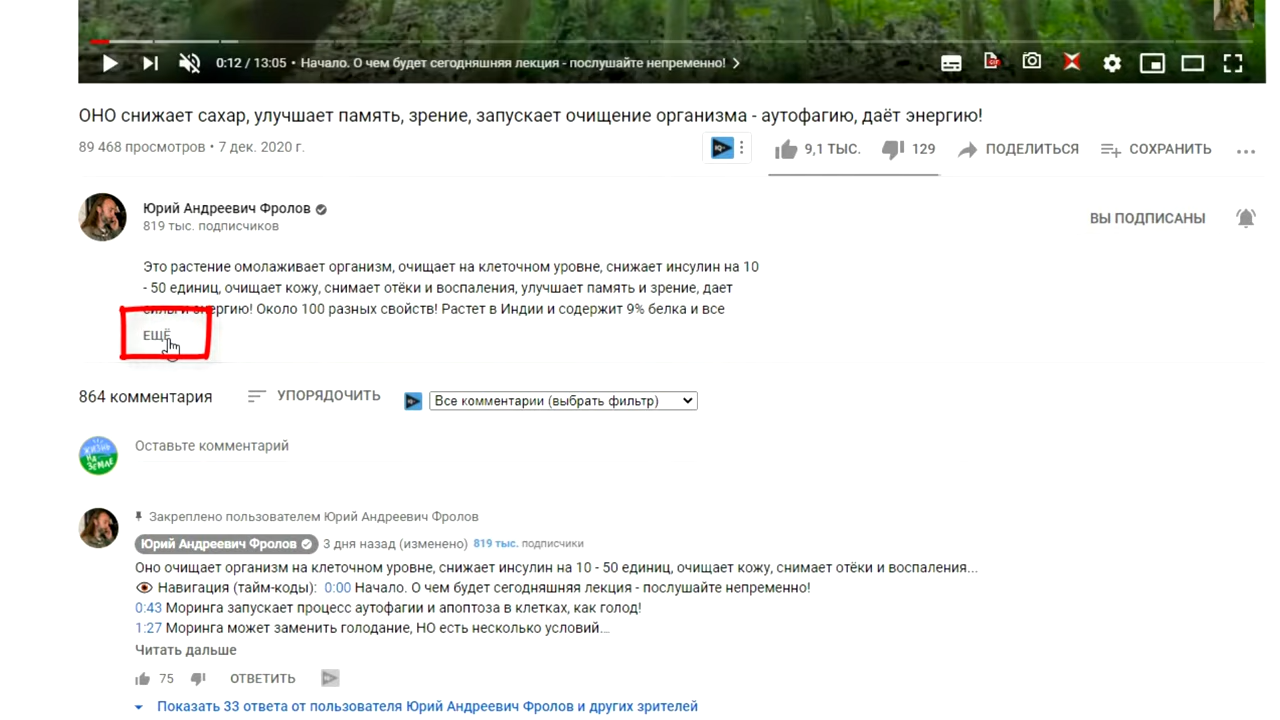 0:12 / 13:05 • Начало. О чем будет сегодняшняя лекция - послушайте непременно!
ОНО снижает сахар, улучшает память, зрение, запускает очищение организма - аутофагию, даёт энергию!
89 468 просмотров • 7 дек. 2020 г.
9,1 ТЫС. 129 ПОДЕЛИТЬСЯ СОХРАНИТЬ
Юрий Андреевич Фролов
819 тыс. подписчиков
ВЫ ПОДПИСАНЫ
Это растение омолаживает организм, очищает на клеточном уровне, снижает инсулин на 10
- 50 единиц, очищает кожу, снимает отёки и воспаления, улучшает память и зрение, дает
силы и энергию! Около 100 разных свойств! Растет в Индии и содержит 9% белка и все
ЕЩЁ
864 комментария УПОРЯДОЧИТЬ Все комментарии (выбрать фильтр)
ЖИЗНЬ
НА
ЗЕМЛЕ
Оставьте комментарий
Закреплено пользователем Юрий Андреевич Фролов
Юрий Андреевич Фролов 3 дня назад (изменено) 819 тыс. подписчики
Оно очищает организм на клеточном уровне, снижает инсулин на 10 - 50 единиц, очищает кожу, снимает отёки и воспаления...
Навигация (тайм-коды): 0:00 Начало. О чем будет сегодняшняя лекция - послушайте непременно!
0:43 Моринга запускает процесс аутофагии и апоптоза в клетках, как голод!
1:27 Моринга может заменить голодание, НО есть несколько условий...
Читать дальше
75 ОТВЕТИТЬ
Показать 33 ответа от пользователя Юрий Андреевич Фролов и других зрителей